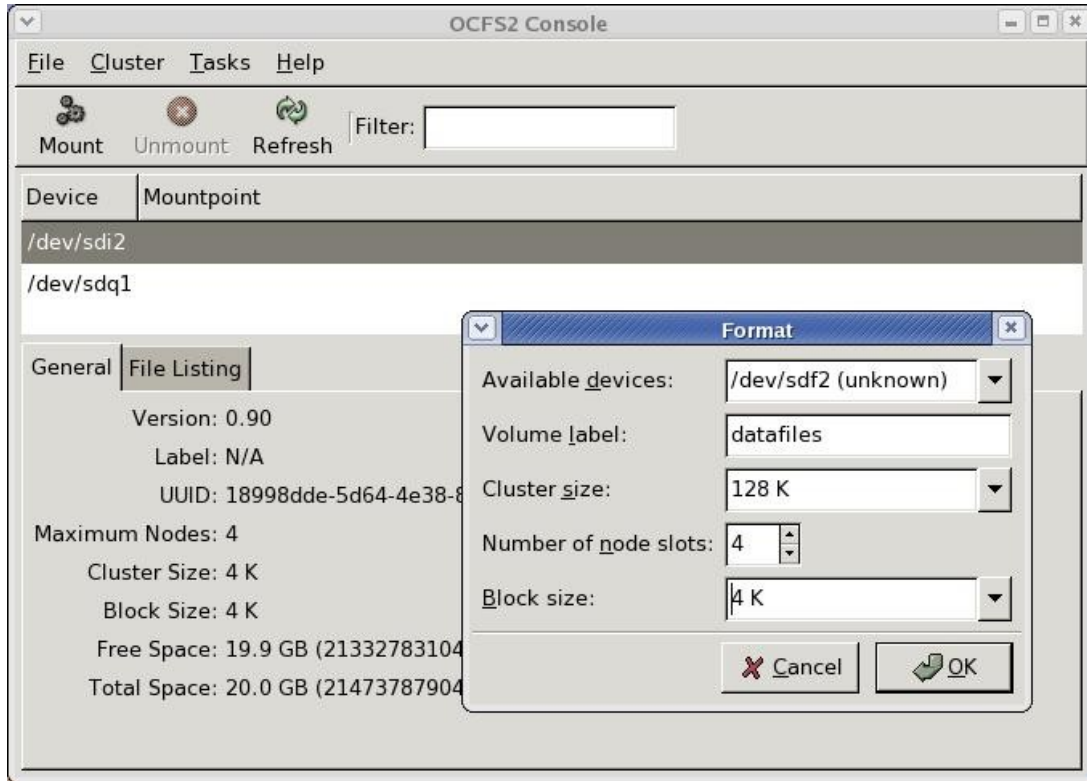 OCFS2 Console
File Cluster Tasks Help
Mount Unmount Refresh Filter:
Device Mountpoint
/dev/sdi2
/dev/sdq1
General File Listing
Version: 0.90
Label: N/A
UUID: 18998dde-5d64-4e38-8
Maximum Nodes: 4
Cluster Size: 4 K
Block Size: 4 K
Free Space: 19.9 GB (21332783104
Total Space: 20.0 GB (21473787904
Format
Available devices: /dev/sdf2 (unknown)
Volume label: datafiles
Cluster size: 128 K
Number of node slots: 4
Block size: 4 K
Cancel OK